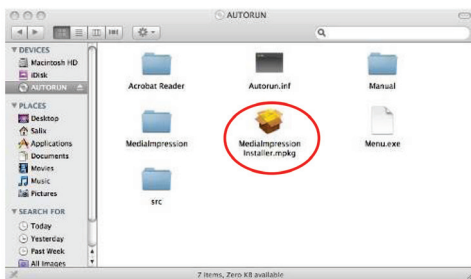 AUTORUN
DEVICES
Macintosh HD
iDisk
AUTORUN
PLACES
Desktop
Salix
Applications
Documents
Movies
Music
Pictures
SEARCH FOR
Today
Yesterday
Past Week
All Images
Acrobat Reader
Autorun.inf
Manual
MediaImpression
MediaImpression
Installer.mpkg
Menu.exe
src
7 items, Zero KB available